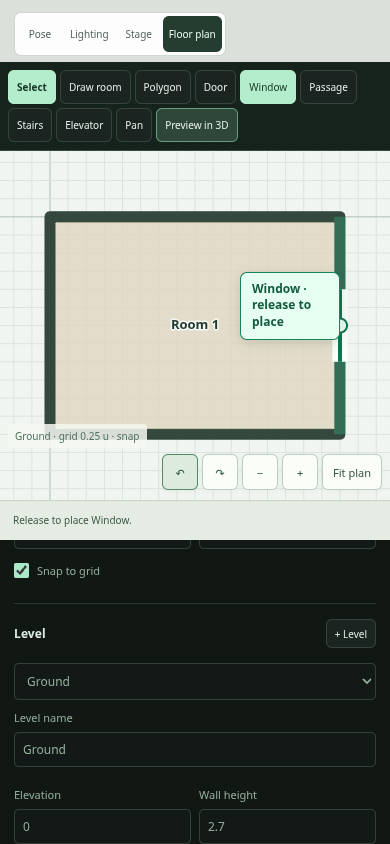 Pose Lighting Stage Floor plan
Select Draw room Polygon Door Window Passage
Stairs Elevator Pan Preview in 3D
Window ·
release to
place
Room 1
Ground · grid 0.25 u · snap
↶ ↷ − + Fit plan
Release to place Window.
Snap to grid
Level + Level
Ground
Level name
Ground
Elevation Wall height
0 2.7